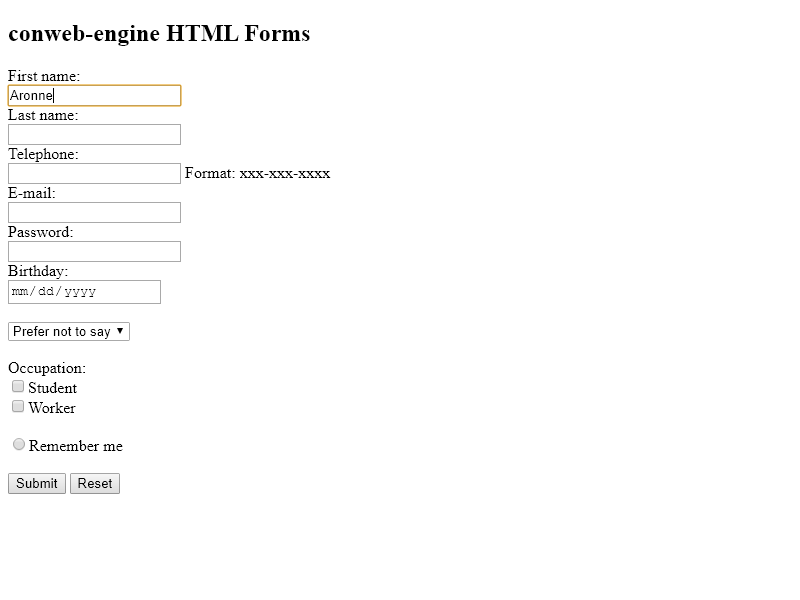 conweb-engine HTML Forms
First name:
Aronne
Last name:
Telephone:
Format: xxx-xxx-xxxx
E-mail:
Password:
Birthday:
mm/dd/yyyy
Prefer not to say
Occupation:
Student
Worker
Remember me
Submit Reset